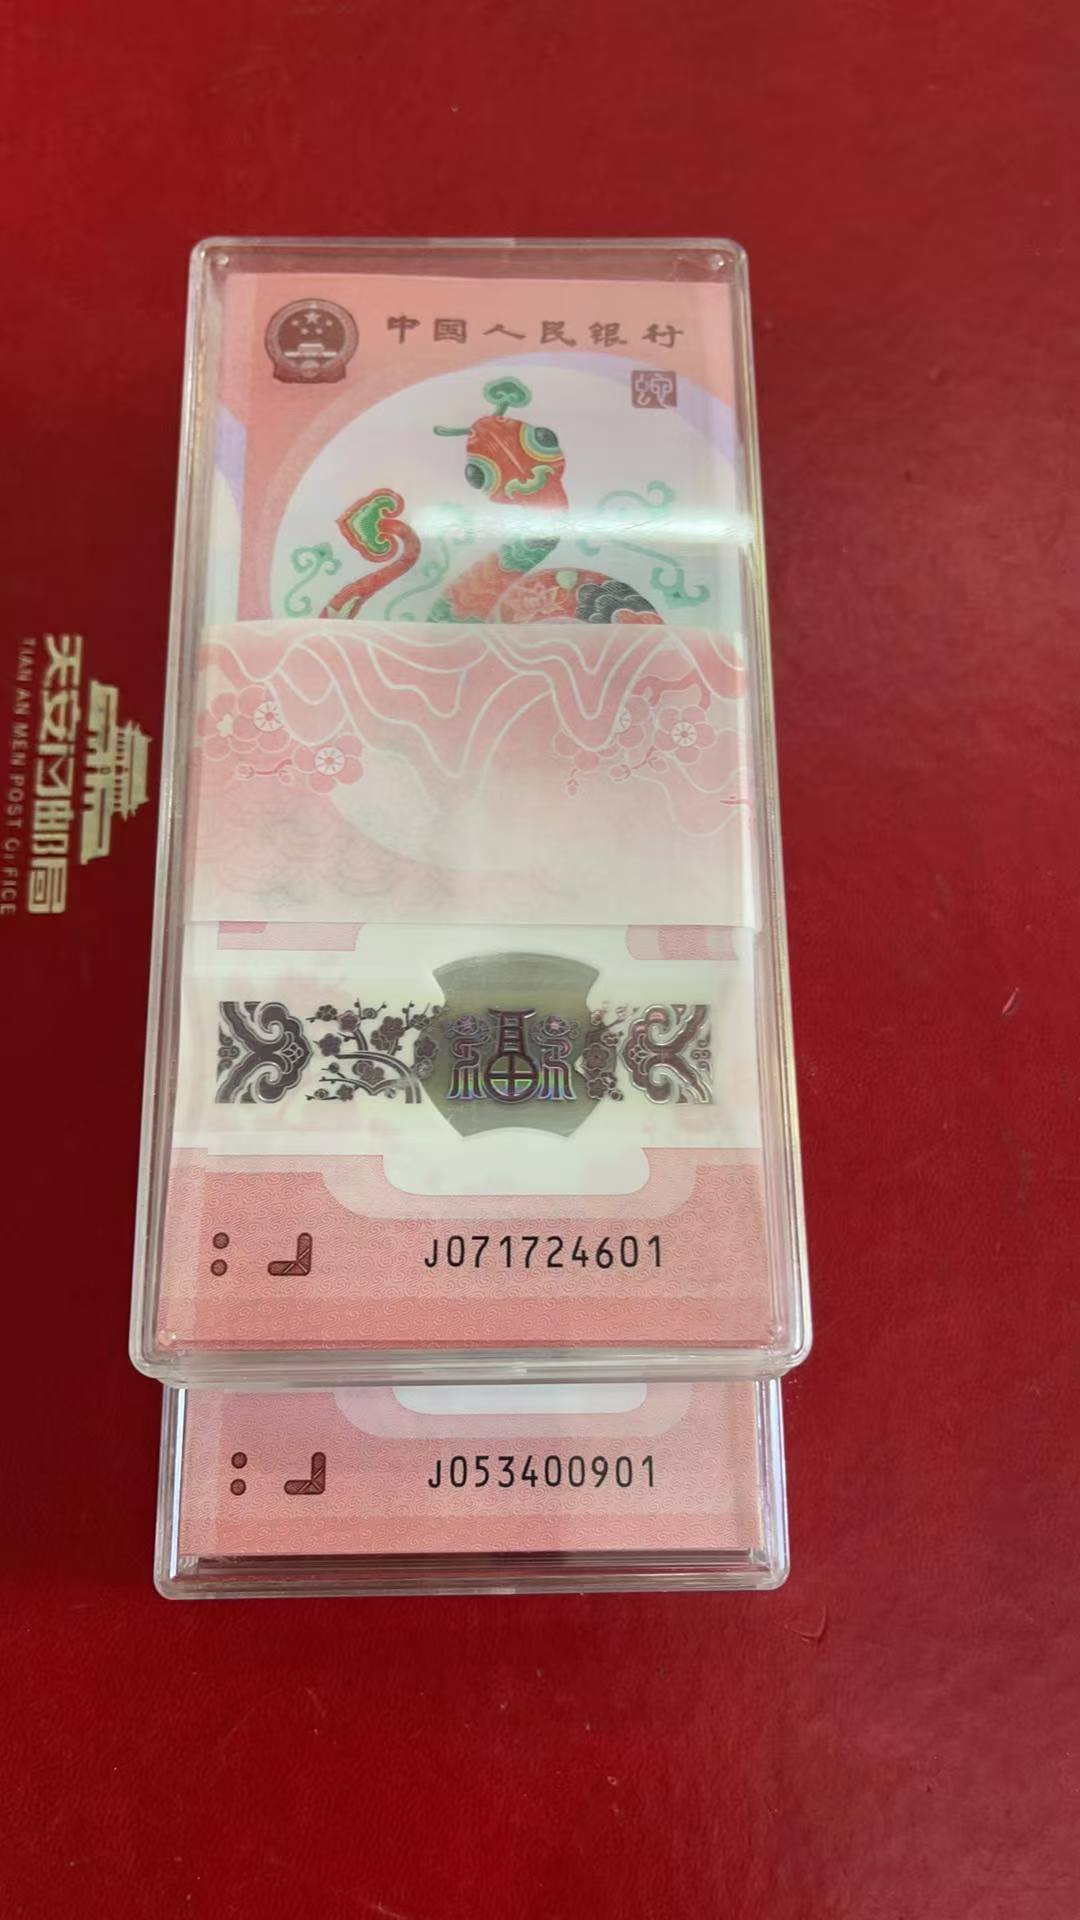 中国人民银行
蛇
福
J071724601
J053400901
天安门邮局
TIAN AN MEN POST OFFICE